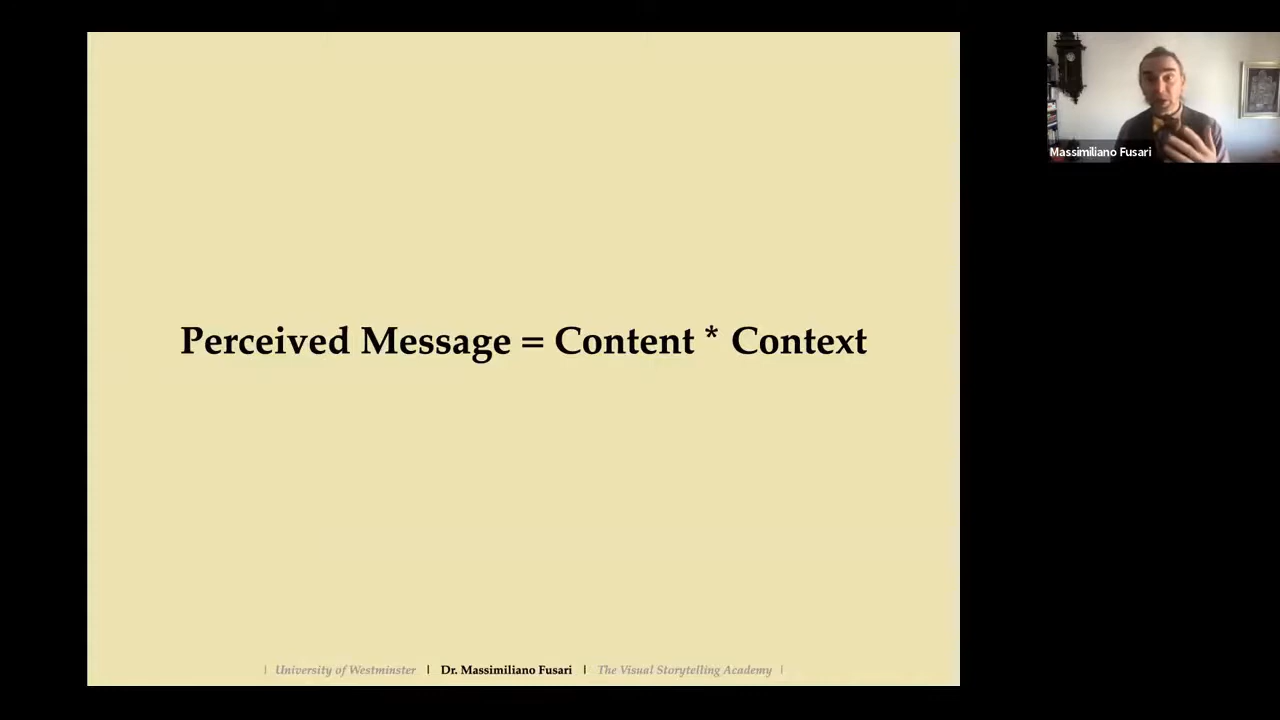 Perceived Message = Content * Context
Massimiliano Fusari
| University of Westminster | Dr. Massimiliano Fusari | The Visual Storytelling Academy |